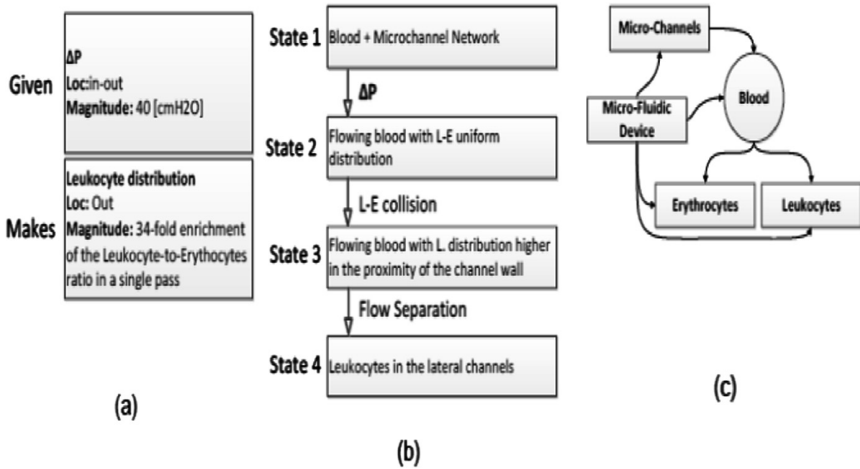 Given
ΔP
Loc:in-out
Magnitude: 40 [cmH2O]
Makes
Leukocyte distribution
Loc: Out
Magnitude: 34-fold enrichment
of the Leukocyte-to-Erythocytes
ratio in a single pass
(a)
State 1
Blood + Microchannel Network
ΔP
State 2
Flowing blood with L-E uniform
distribution
L-E collision
State 3
Flowing blood with L. distribution higher
in the proximity of the channel wall
Flow Separation
State 4
Leukocytes in the lateral channels
(b)
Micro-Channels
Micro-Fluidic
Device
Blood
Erythrocytes
Leukocytes
(c)